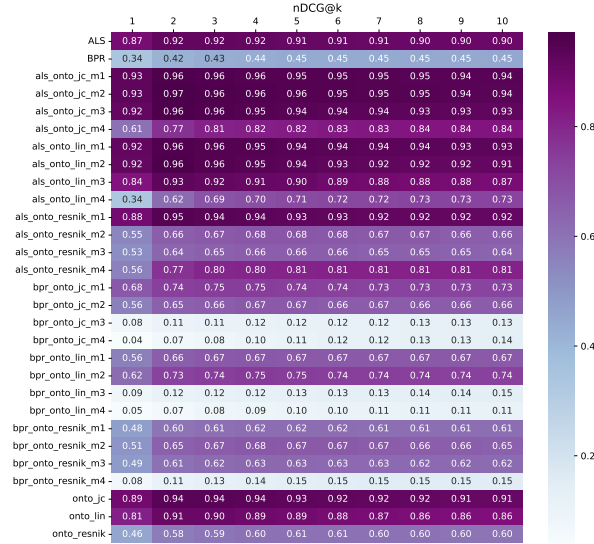 nDCG@k
1 2 3 4 5 6 7 8 9 10
ALS 0.87 0.92 0.92 0.92 0.91 0.91 0.91 0.90 0.90 0.90
BPR 0.34 0.42 0.43 0.44 0.45 0.45 0.45 0.45 0.45 0.45
als_onto_jc_m1 0.93 0.96 0.96 0.96 0.95 0.95 0.95 0.95 0.94 0.94
als_onto_jc_m2 0.93 0.97 0.96 0.96 0.96 0.95 0.95 0.95 0.94 0.94
als_onto_jc_m3 0.92 0.96 0.96 0.95 0.94 0.94 0.94 0.93 0.93 0.93
als_onto_jc_m4 0.61 0.77 0.81 0.82 0.82 0.83 0.83 0.84 0.84 0.84
als_onto_lin_m1 0.92 0.96 0.96 0.95 0.94 0.94 0.94 0.94 0.93 0.93
als_onto_lin_m2 0.92 0.96 0.96 0.95 0.94 0.93 0.92 0.92 0.92 0.91
als_onto_lin_m3 0.84 0.93 0.92 0.91 0.90 0.89 0.88 0.88 0.88 0.87
als_onto_lin_m4 0.34 0.62 0.69 0.70 0.71 0.72 0.72 0.73 0.73 0.73
als_onto_resnik_m1 0.88 0.95 0.94 0.94 0.93 0.93 0.92 0.92 0.92 0.92
als_onto_resnik_m2 0.55 0.66 0.67 0.68 0.68 0.68 0.67 0.67 0.66 0.66
als_onto_resnik_m3 0.53 0.64 0.65 0.66 0.66 0.66 0.65 0.65 0.65 0.64
als_onto_resnik_m4 0.56 0.77 0.80 0.80 0.81 0.81 0.81 0.81 0.81 0.81
bpr_onto_jc_m1 0.68 0.74 0.75 0.75 0.74 0.74 0.73 0.73 0.73 0.73
bpr_onto_jc_m2 0.56 0.65 0.66 0.67 0.67 0.66 0.66 0.66 0.66 0.66
bpr_onto_jc_m3 0.08 0.11 0.11 0.12 0.12 0.12 0.12 0.13 0.13 0.13
bpr_onto_jc_m4 0.04 0.07 0.08 0.10 0.11 0.12 0.12 0.13 0.13 0.14
bpr_onto_lin_m1 0.56 0.66 0.67 0.67 0.67 0.67 0.67 0.67 0.67 0.67
bpr_onto_lin_m2 0.62 0.73 0.74 0.75 0.75 0.74 0.74 0.74 0.74 0.74
bpr_onto_lin_m3 0.09 0.12 0.12 0.12 0.13 0.13 0.13 0.14 0.14 0.15
bpr_onto_lin_m4 0.05 0.07 0.08 0.09 0.10 0.10 0.11 0.11 0.11 0.11
bpr_onto_resnik_m1 0.48 0.60 0.61 0.62 0.62 0.62 0.61 0.61 0.61 0.61
bpr_onto_resnik_m2 0.51 0.65 0.67 0.68 0.67 0.67 0.67 0.66 0.66 0.65
bpr_onto_resnik_m3 0.49 0.61 0.62 0.63 0.63 0.63 0.63 0.62 0.62 0.62
bpr_onto_resnik_m4 0.08 0.11 0.13 0.14 0.15 0.15 0.15 0.15 0.15 0.15
onto_jc 0.89 0.94 0.94 0.94 0.93 0.92 0.92 0.92 0.91 0.91
onto_lin 0.81 0.91 0.90 0.89 0.89 0.88 0.87 0.86 0.86 0.86
onto_resnik 0.46 0.58 0.59 0.60 0.61 0.61 0.60 0.60 0.60 0.60
0.8
0.6
0.4
0.2